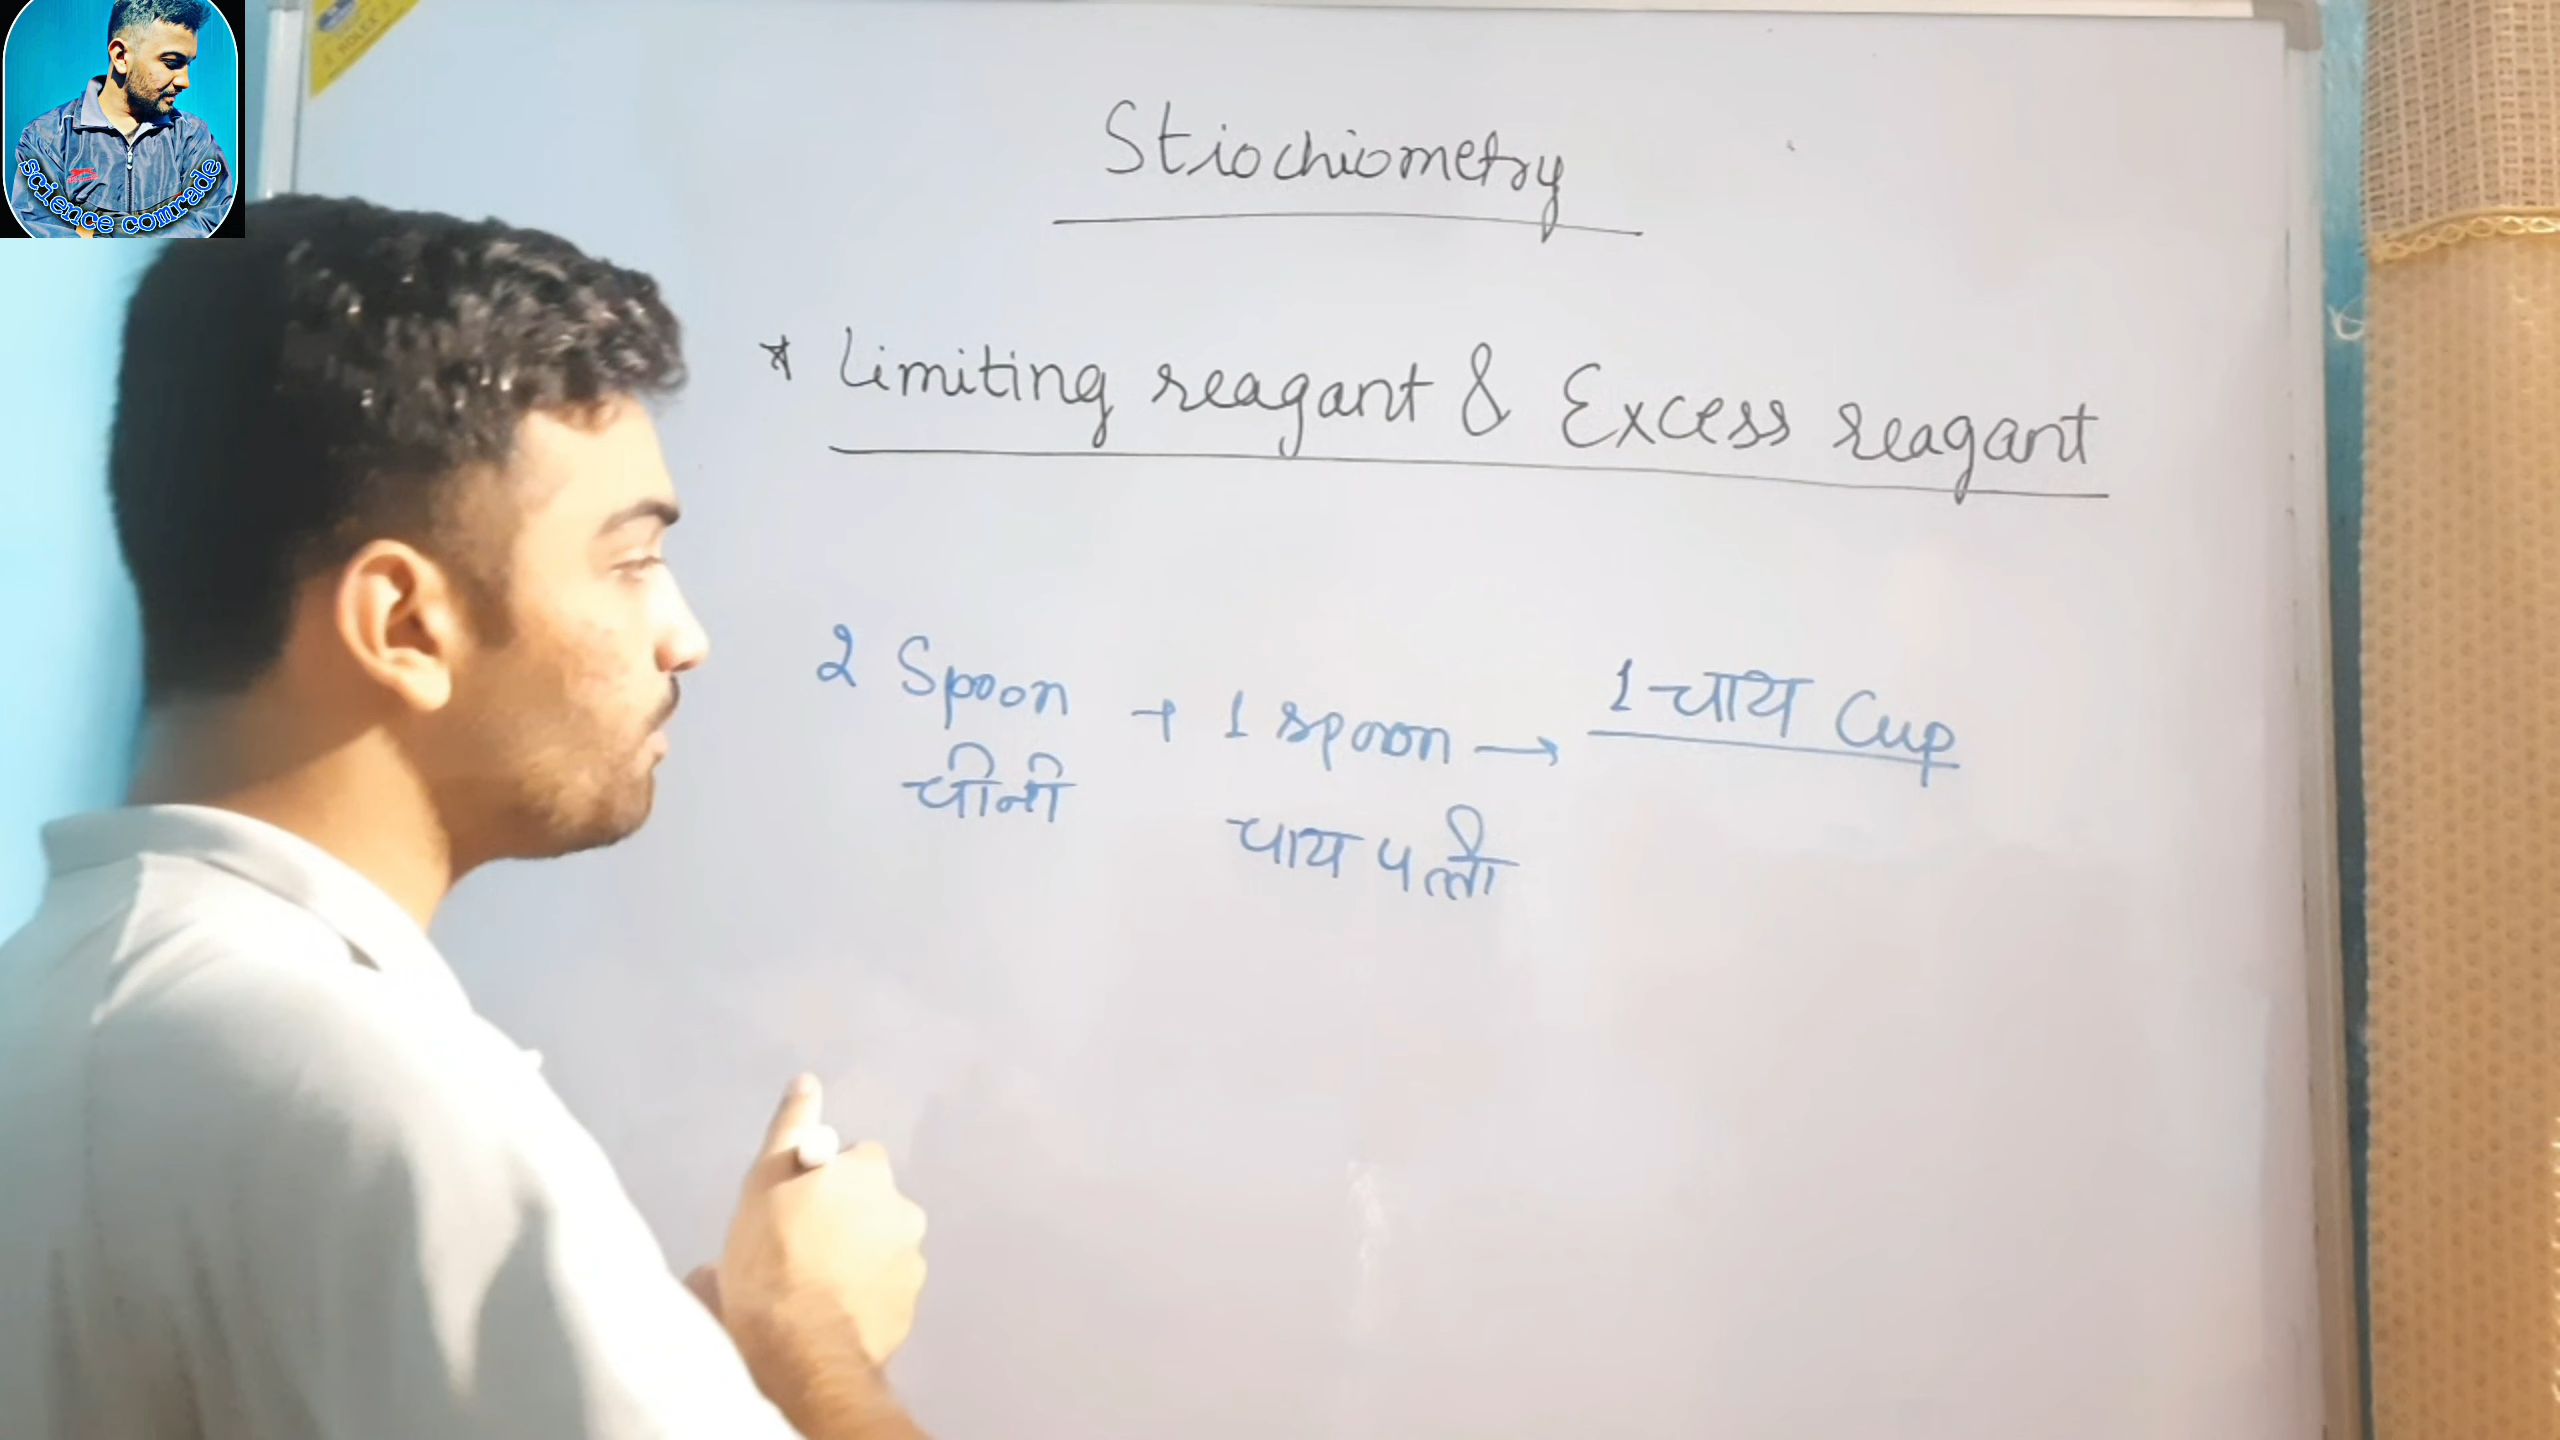 science comrade
Stiochiometry
* Limiting reagant & Excess reagant
2 Spoon + 1 spoon → 1 चाय Cup
चीनी चाय पत्ती